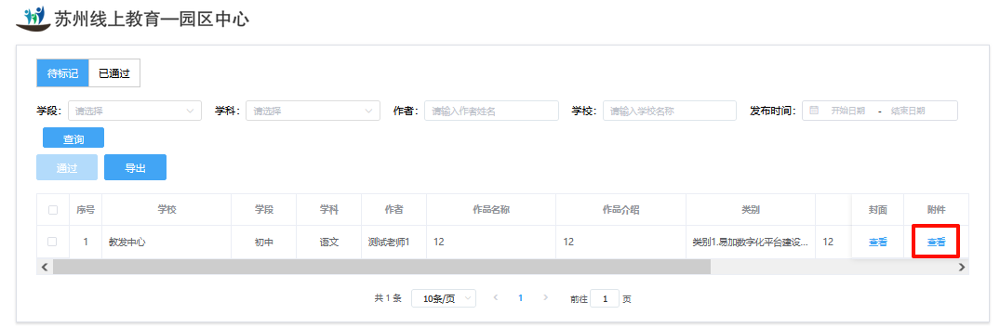 苏州线上教育—园区中心
待标记 已通过
学段: 请选择 学科: 请选择 作者: 请输入作者姓名 学校: 请输入学校名称 发布时间: 开始日期 - 结束日期
查询
通过 导出
序号 学校 学段 学科 作者 作品名称 作品介绍 类别 封面 附件
1 教发中心 初中 语文 测试老师1 12 12 类别1.易加数字化平台建设... 12 查看 查看
共 1 条 10条/页 1 前往 1 页